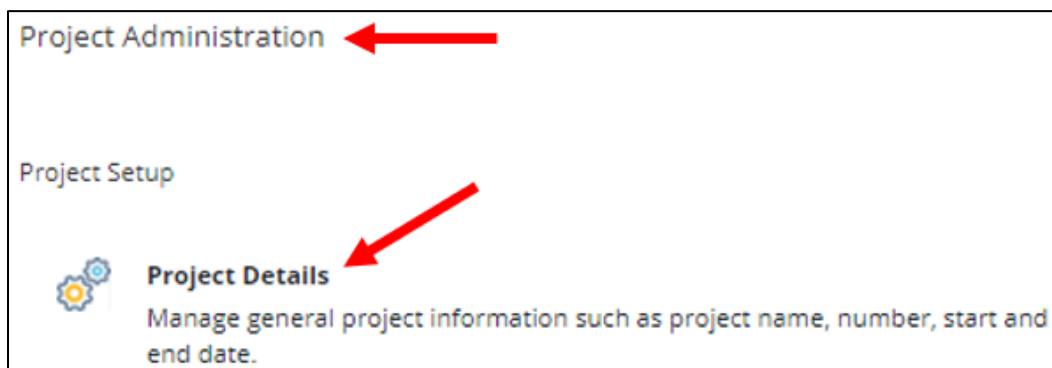 Project Administration
Project Setup
Project Details
Manage general project information such as project name, number, start and
end date.